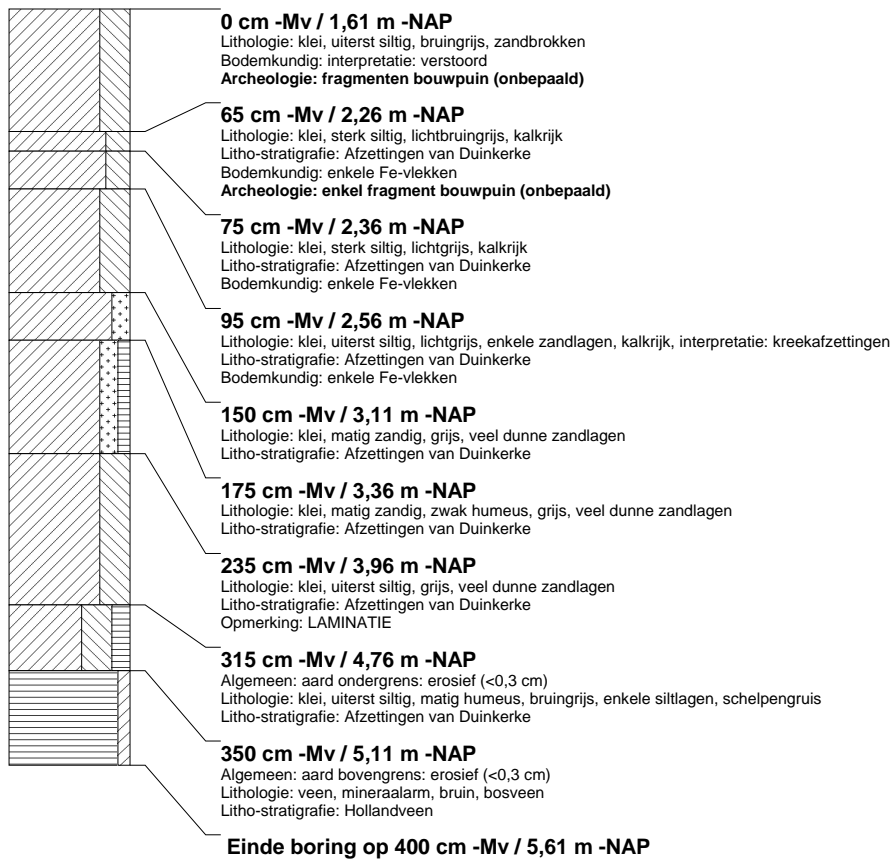 0 cm -Mv / 1,61 m -NAP
Lithologie: klei, uiterst siltig, bruingrijs, zandbrokken
Bodemkundig: interpretatie: verstoord
Archeologie: fragmenten bouwpuin (onbepaald)
65 cm -Mv / 2,26 m -NAP
Lithologie: klei, sterk siltig, lichtbruingrijs, kalkrijk
Litho-stratigrafie: Afzettingen van Duinkerke
Bodemkundig: enkele Fe-vlekken
Archeologie: enkel fragment bouwpuin (onbepaald)
75 cm -Mv / 2,36 m -NAP
Lithologie: klei, sterk siltig, lichtgrijs, kalkrijk
Litho-stratigrafie: Afzettingen van Duinkerke
Bodemkundig: enkele Fe-vlekken
95 cm -Mv / 2,56 m -NAP
Lithologie: klei, uiterst siltig, lichtgrijs, enkele zandlagen, kalkrijk, interpretatie: kreekafzettingen
Litho-stratigrafie: Afzettingen van Duinkerke
Bodemkundig: enkele Fe-vlekken
150 cm -Mv / 3,11 m -NAP
Lithologie: klei, matig zandig, grijs, veel dunne zandlagen
Litho-stratigrafie: Afzettingen van Duinkerke
175 cm -Mv / 3,36 m -NAP
Lithologie: klei, matig zandig, zwak humeus, grijs, veel dunne zandlagen
Litho-stratigrafie: Afzettingen van Duinkerke
235 cm -Mv / 3,96 m -NAP
Lithologie: klei, uiterst siltig, grijs, veel dunne zandlagen
Litho-stratigrafie: Afzettingen van Duinkerke
Opmerking: LAMINATIE
315 cm -Mv / 4,76 m -NAP
Algemeen: aard ondergrens: erosief (<0,3 cm)
Lithologie: klei, uiterst siltig, matig humeus, bruingrijs, enkele siltlagen, schelpengruis
Litho-stratigrafie: Afzettingen van Duinkerke
350 cm -Mv / 5,11 m -NAP
Algemeen: aard bovengrens: erosief (<0,3 cm)
Lithologie: veen, mineraalarm, bruin, bosveen
Litho-stratigrafie: Hollandveen
Einde boring op 400 cm -Mv / 5,61 m -NAP